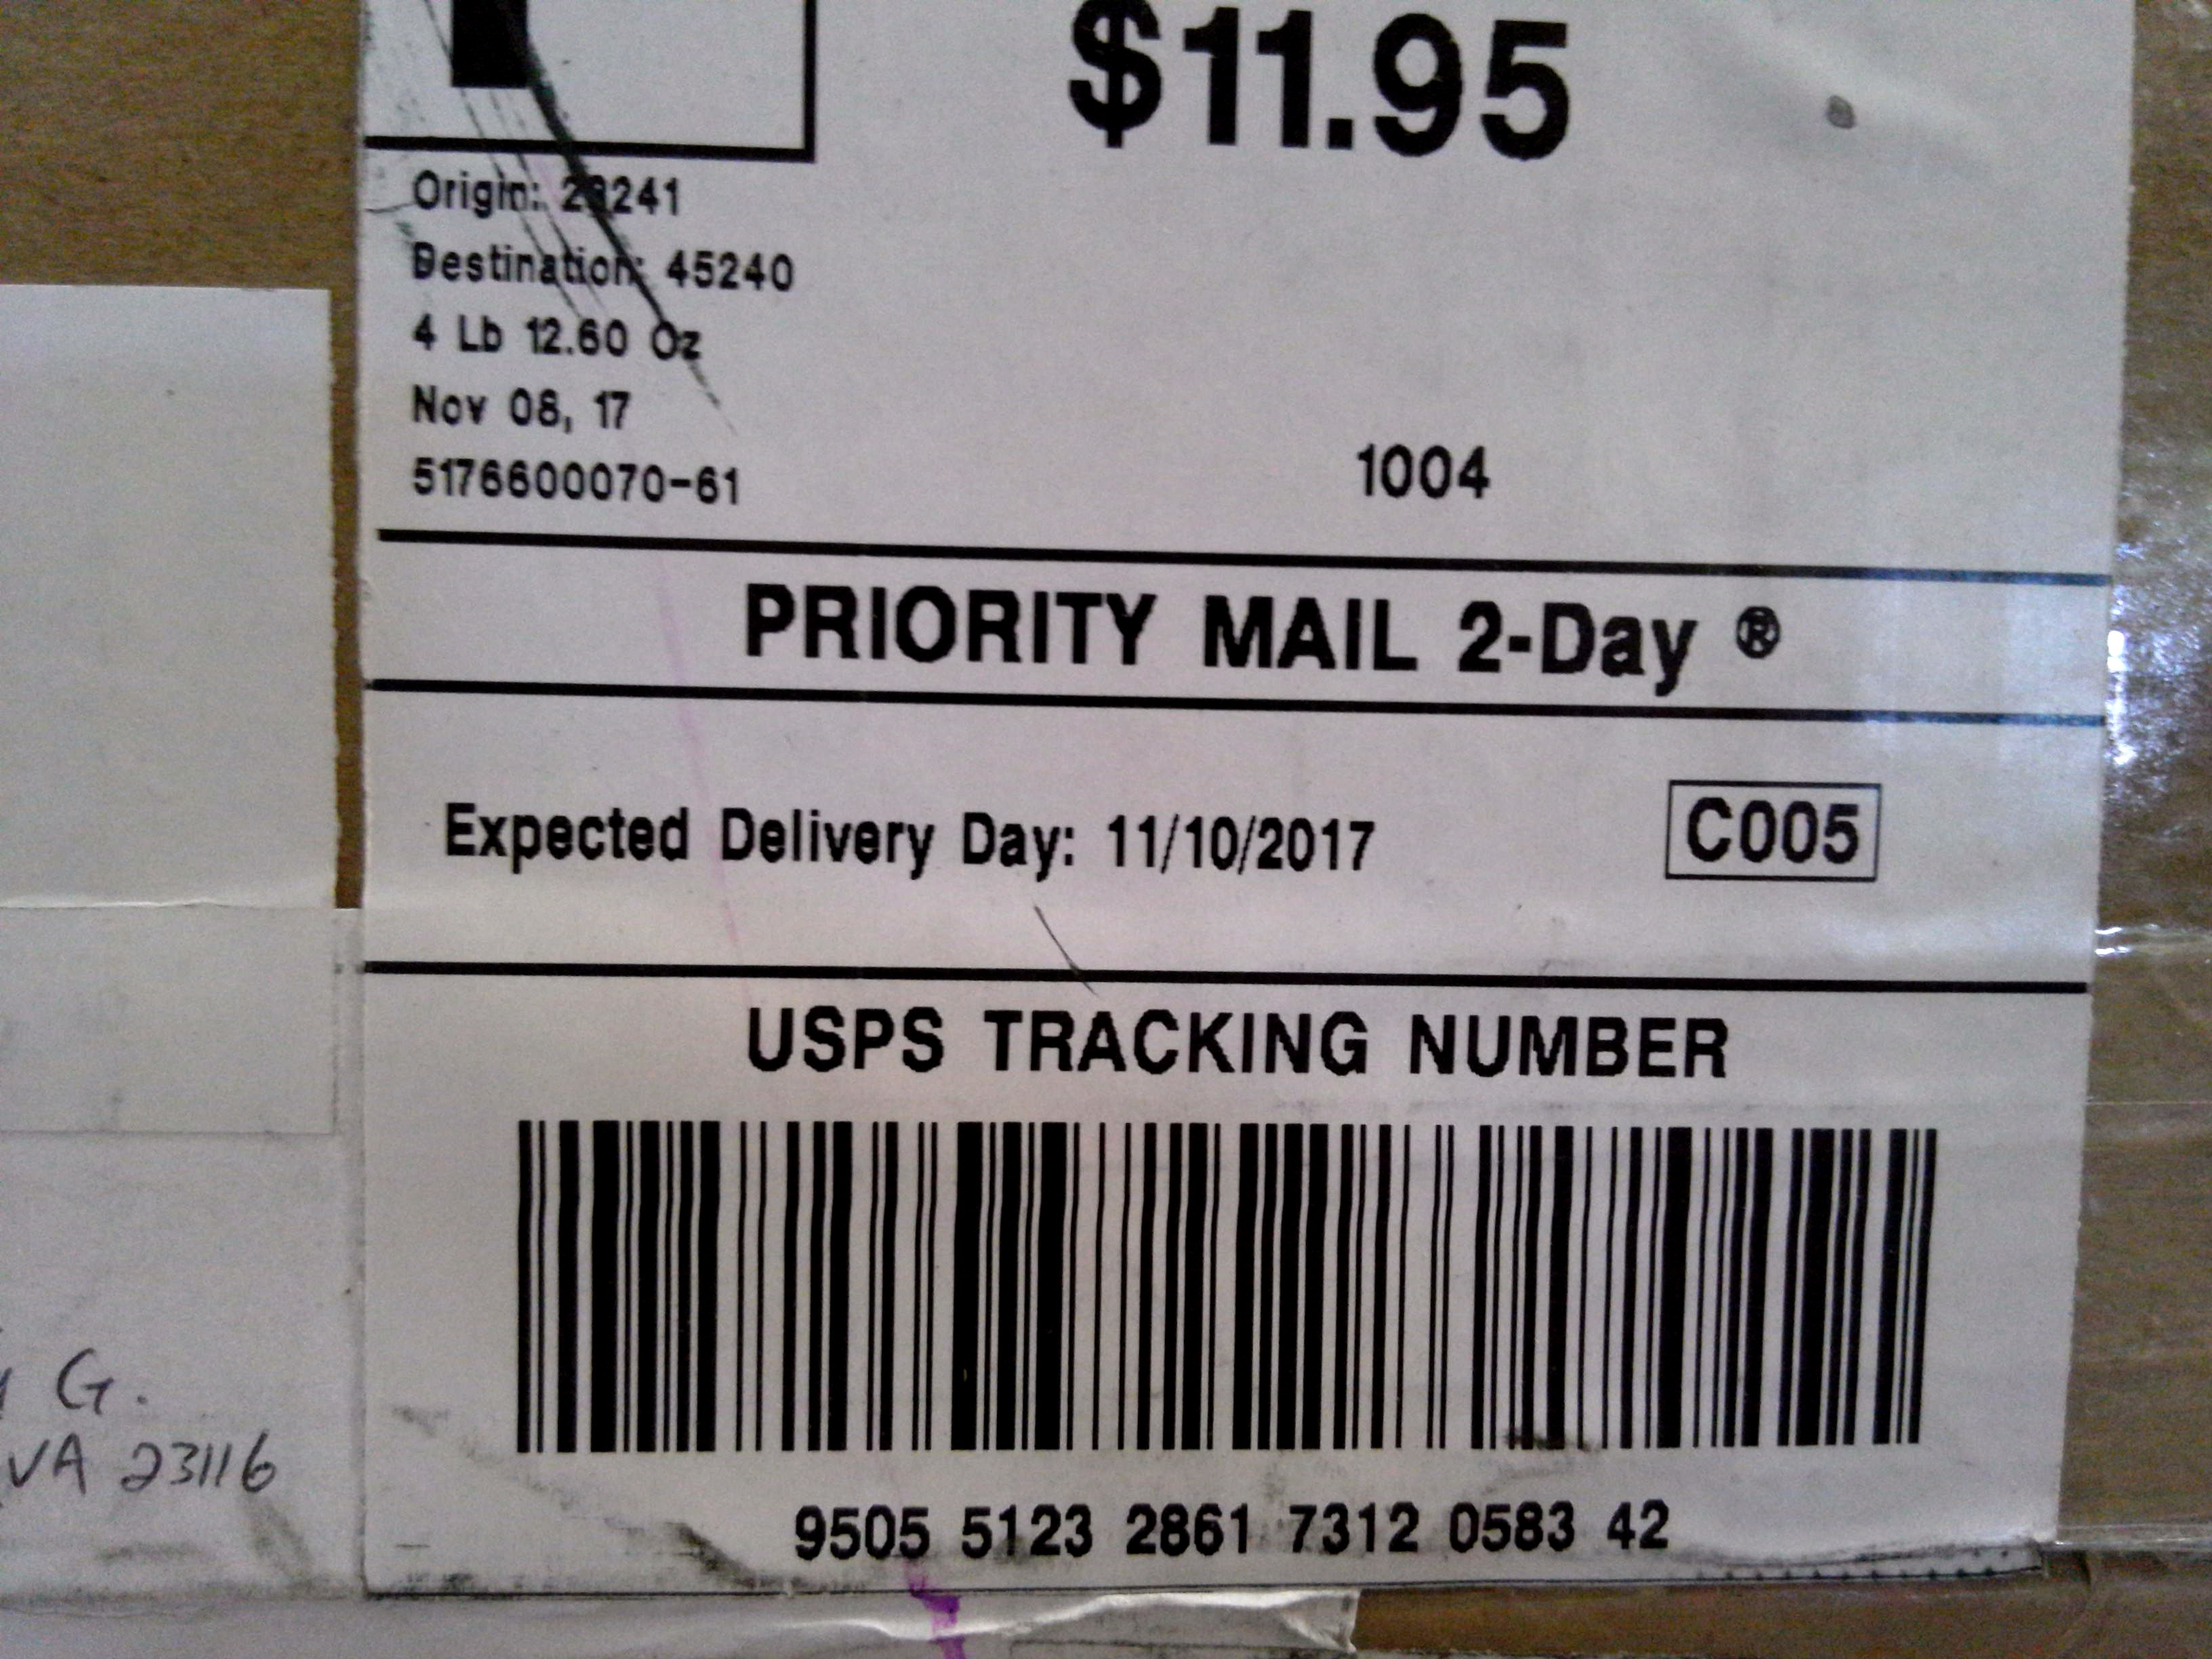 $11.95
Origin: 23241
Destination: 45240
4 Lb 12.60 Oz
Nov 08, 17
5176600070-61
1004
PRIORITY MAIL 2-Day ®
Expected Delivery Day: 11/10/2017
C005
USPS TRACKING NUMBER
9505 5123 2861 7312 0583 42
G.
VA 23116